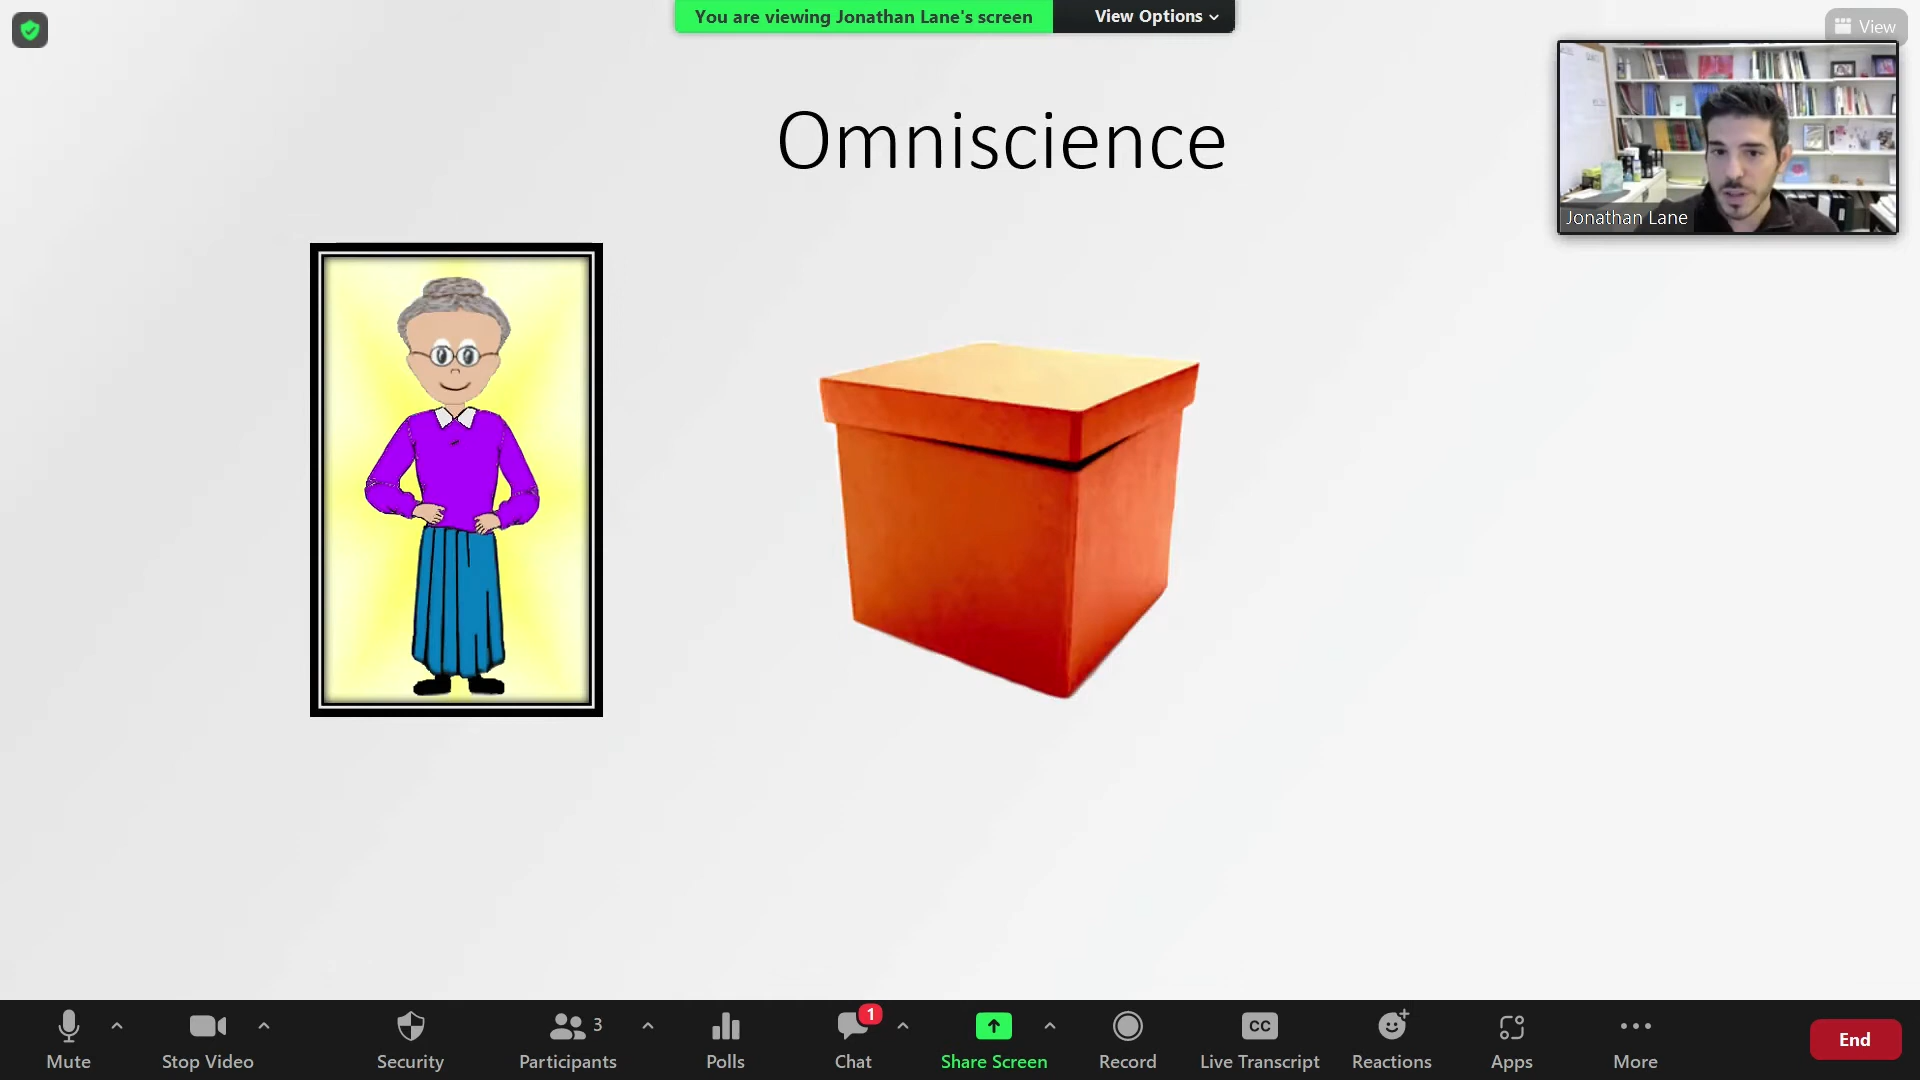 You are viewing Jonathan Lane's screen
View Options
View
Omniscience
Jonathan Lane
Mute
Stop Video
Security
3
Participants
Polls
1
Chat
Share Screen
Record
CC
Live Transcript
Reactions
Apps
More
End